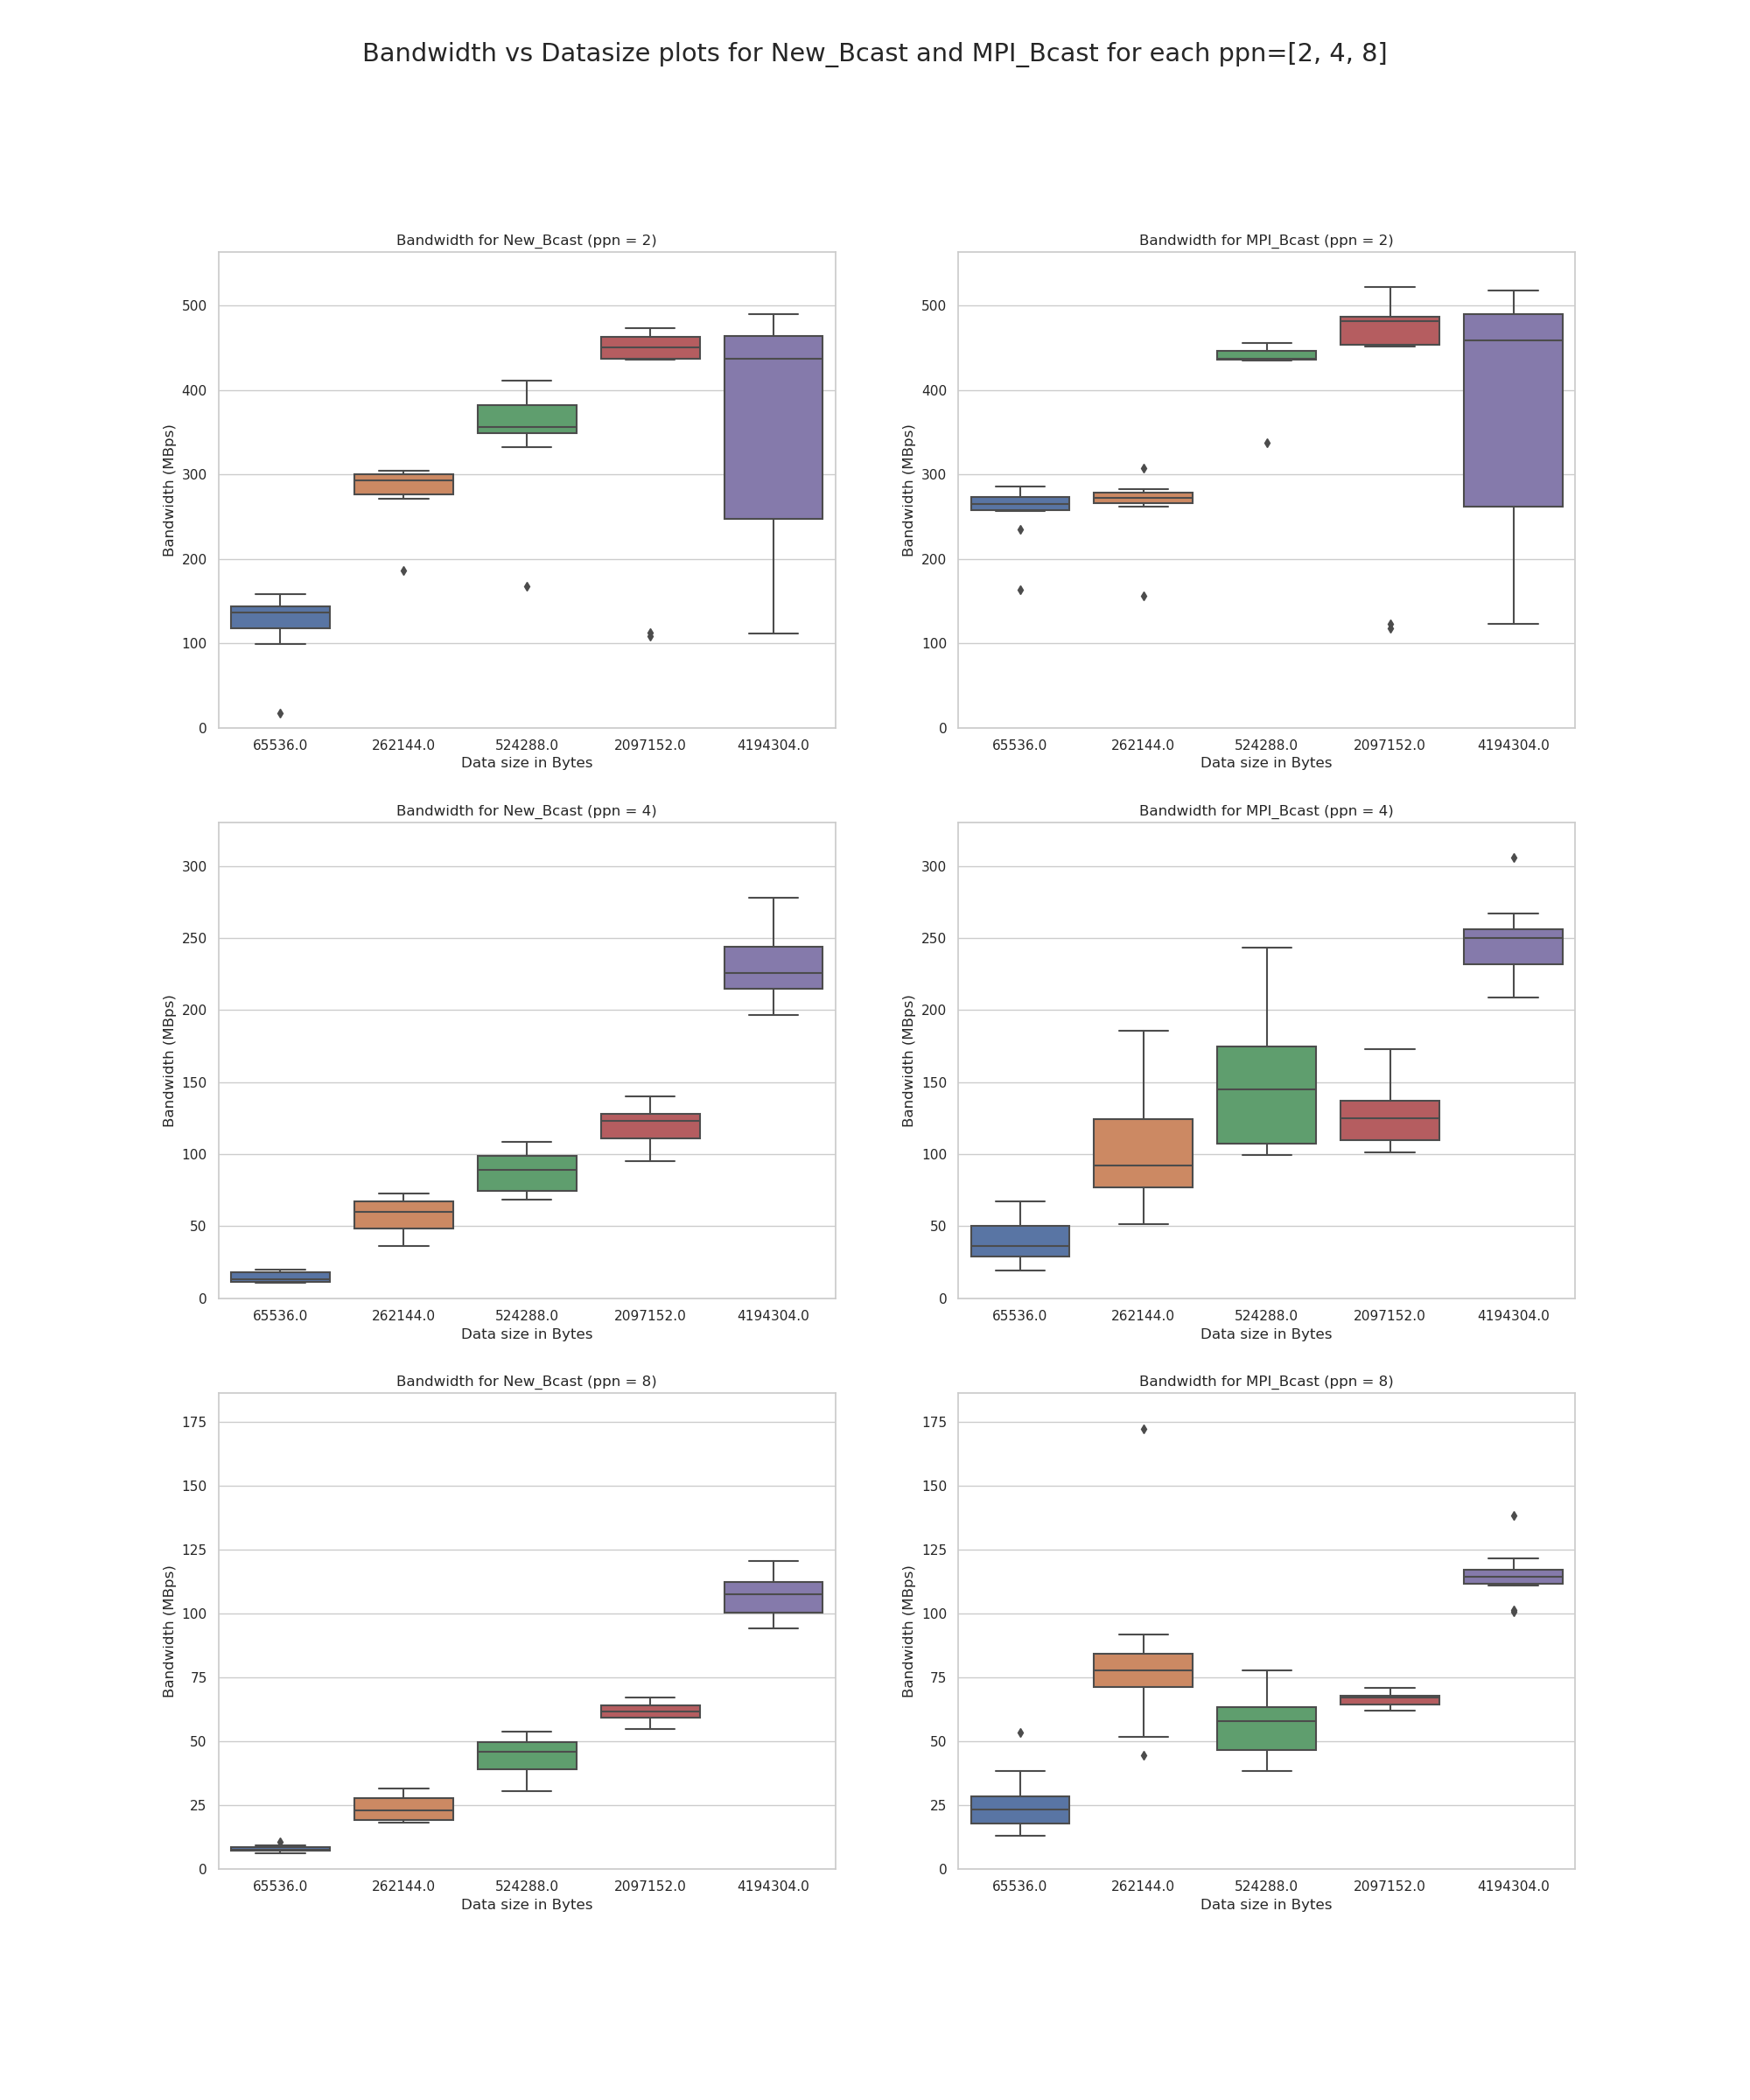 Bandwidth vs Datasize plots for New_Bcast and MPI_Bcast for each ppn=[2, 4, 8]
Bandwidth for New_Bcast (ppn = 2)
500
400
300
200
100
0
Bandwidth (MBps)
65536.0 262144.0 524288.0 2097152.0 4194304.0
Data size in Bytes
Bandwidth for MPI_Bcast (ppn = 2)
500
400
300
200
100
0
Bandwidth (MBps)
65536.0 262144.0 524288.0 2097152.0 4194304.0
Data size in Bytes
Bandwidth for New_Bcast (ppn = 4)
300
250
200
150
100
50
0
Bandwidth (MBps)
65536.0 262144.0 524288.0 2097152.0 4194304.0
Data size in Bytes
Bandwidth for MPI_Bcast (ppn = 4)
300
250
200
150
100
50
0
Bandwidth (MBps)
65536.0 262144.0 524288.0 2097152.0 4194304.0
Data size in Bytes
Bandwidth for New_Bcast (ppn = 8)
175
150
125
100
75
50
25
0
Bandwidth (MBps)
65536.0 262144.0 524288.0 2097152.0 4194304.0
Data size in Bytes
Bandwidth for MPI_Bcast (ppn = 8)
175
150
125
100
75
50
25
0
Bandwidth (MBps)
65536.0 262144.0 524288.0 2097152.0 4194304.0
Data size in Bytes